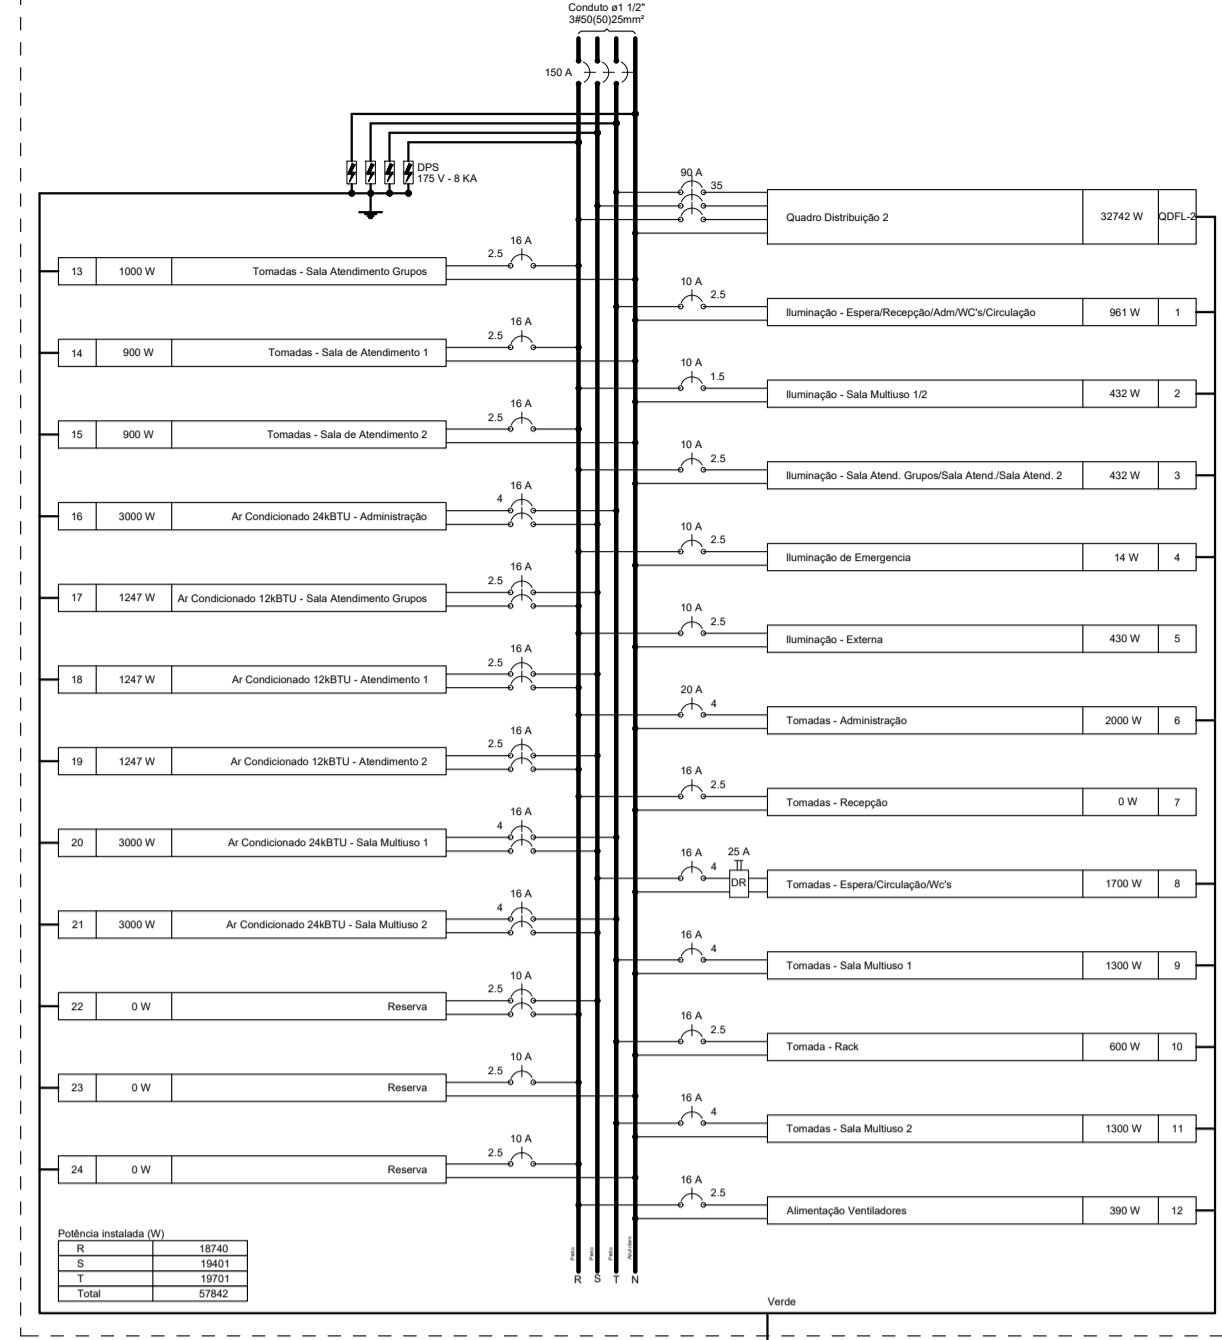 Conduto ø1 1/2"
3#50(50)25mm²
150 A
DPS
175 V - 8 KA
90 A
35
Quadro Distribuição 2 32742 W QDFL-2
16 A
2.5
13 1000 W Tomadas - Sala Atendimento Grupos
10 A
2.5
Iluminação - Espera/Recepção/Adm/WC's/Circulação 961 W 1
16 A
2.5
14 900 W Tomadas - Sala de Atendimento 1
10 A
1.5
Iluminação - Sala Multiuso 1/2 432 W 2
16 A
2.5
15 900 W Tomadas - Sala de Atendimento 2
10 A
2.5
Iluminação - Sala Atend. Grupos/Sala Atend./Sala Atend. 2 432 W 3
16 A
4
16 3000 W Ar Condicionado 24kBTU - Administração
10 A
2.5
Iluminação de Emergencia 14 W 4
16 A
2.5
17 1247 W Ar Condicionado 12kBTU - Sala Atendimento Grupos
10 A
2.5
Iluminação - Externa 430 W 5
16 A
2.5
18 1247 W Ar Condicionado 12kBTU - Atendimento 1
20 A
4
Tomadas - Administração 2000 W 6
16 A
2.5
19 1247 W Ar Condicionado 12kBTU - Atendimento 2
16 A
2.5
Tomadas - Recepção 0 W 7
16 A
4
20 3000 W Ar Condicionado 24kBTU - Sala Multiuso 1
16 A
4
25 A
DR
Tomadas - Espera/Circulação/Wc's 1700 W 8
16 A
4
21 3000 W Ar Condicionado 24kBTU - Sala Multiuso 2
16 A
4
Tomadas - Sala Multiuso 1 1300 W 9
10 A
2.5
22 0 W Reserva
16 A
2.5
Tomada - Rack 600 W 10
10 A
2.5
23 0 W Reserva
16 A
4
Tomadas - Sala Multiuso 2 1300 W 11
10 A
2.5
24 0 W Reserva
16 A
2.5
Alimentação Ventiladores 390 W 12
Potência instalada (W)
R 18740
S 19401
T 19701
Total 57842
Preto Preto Preto Azul claro
R S T N
Verde